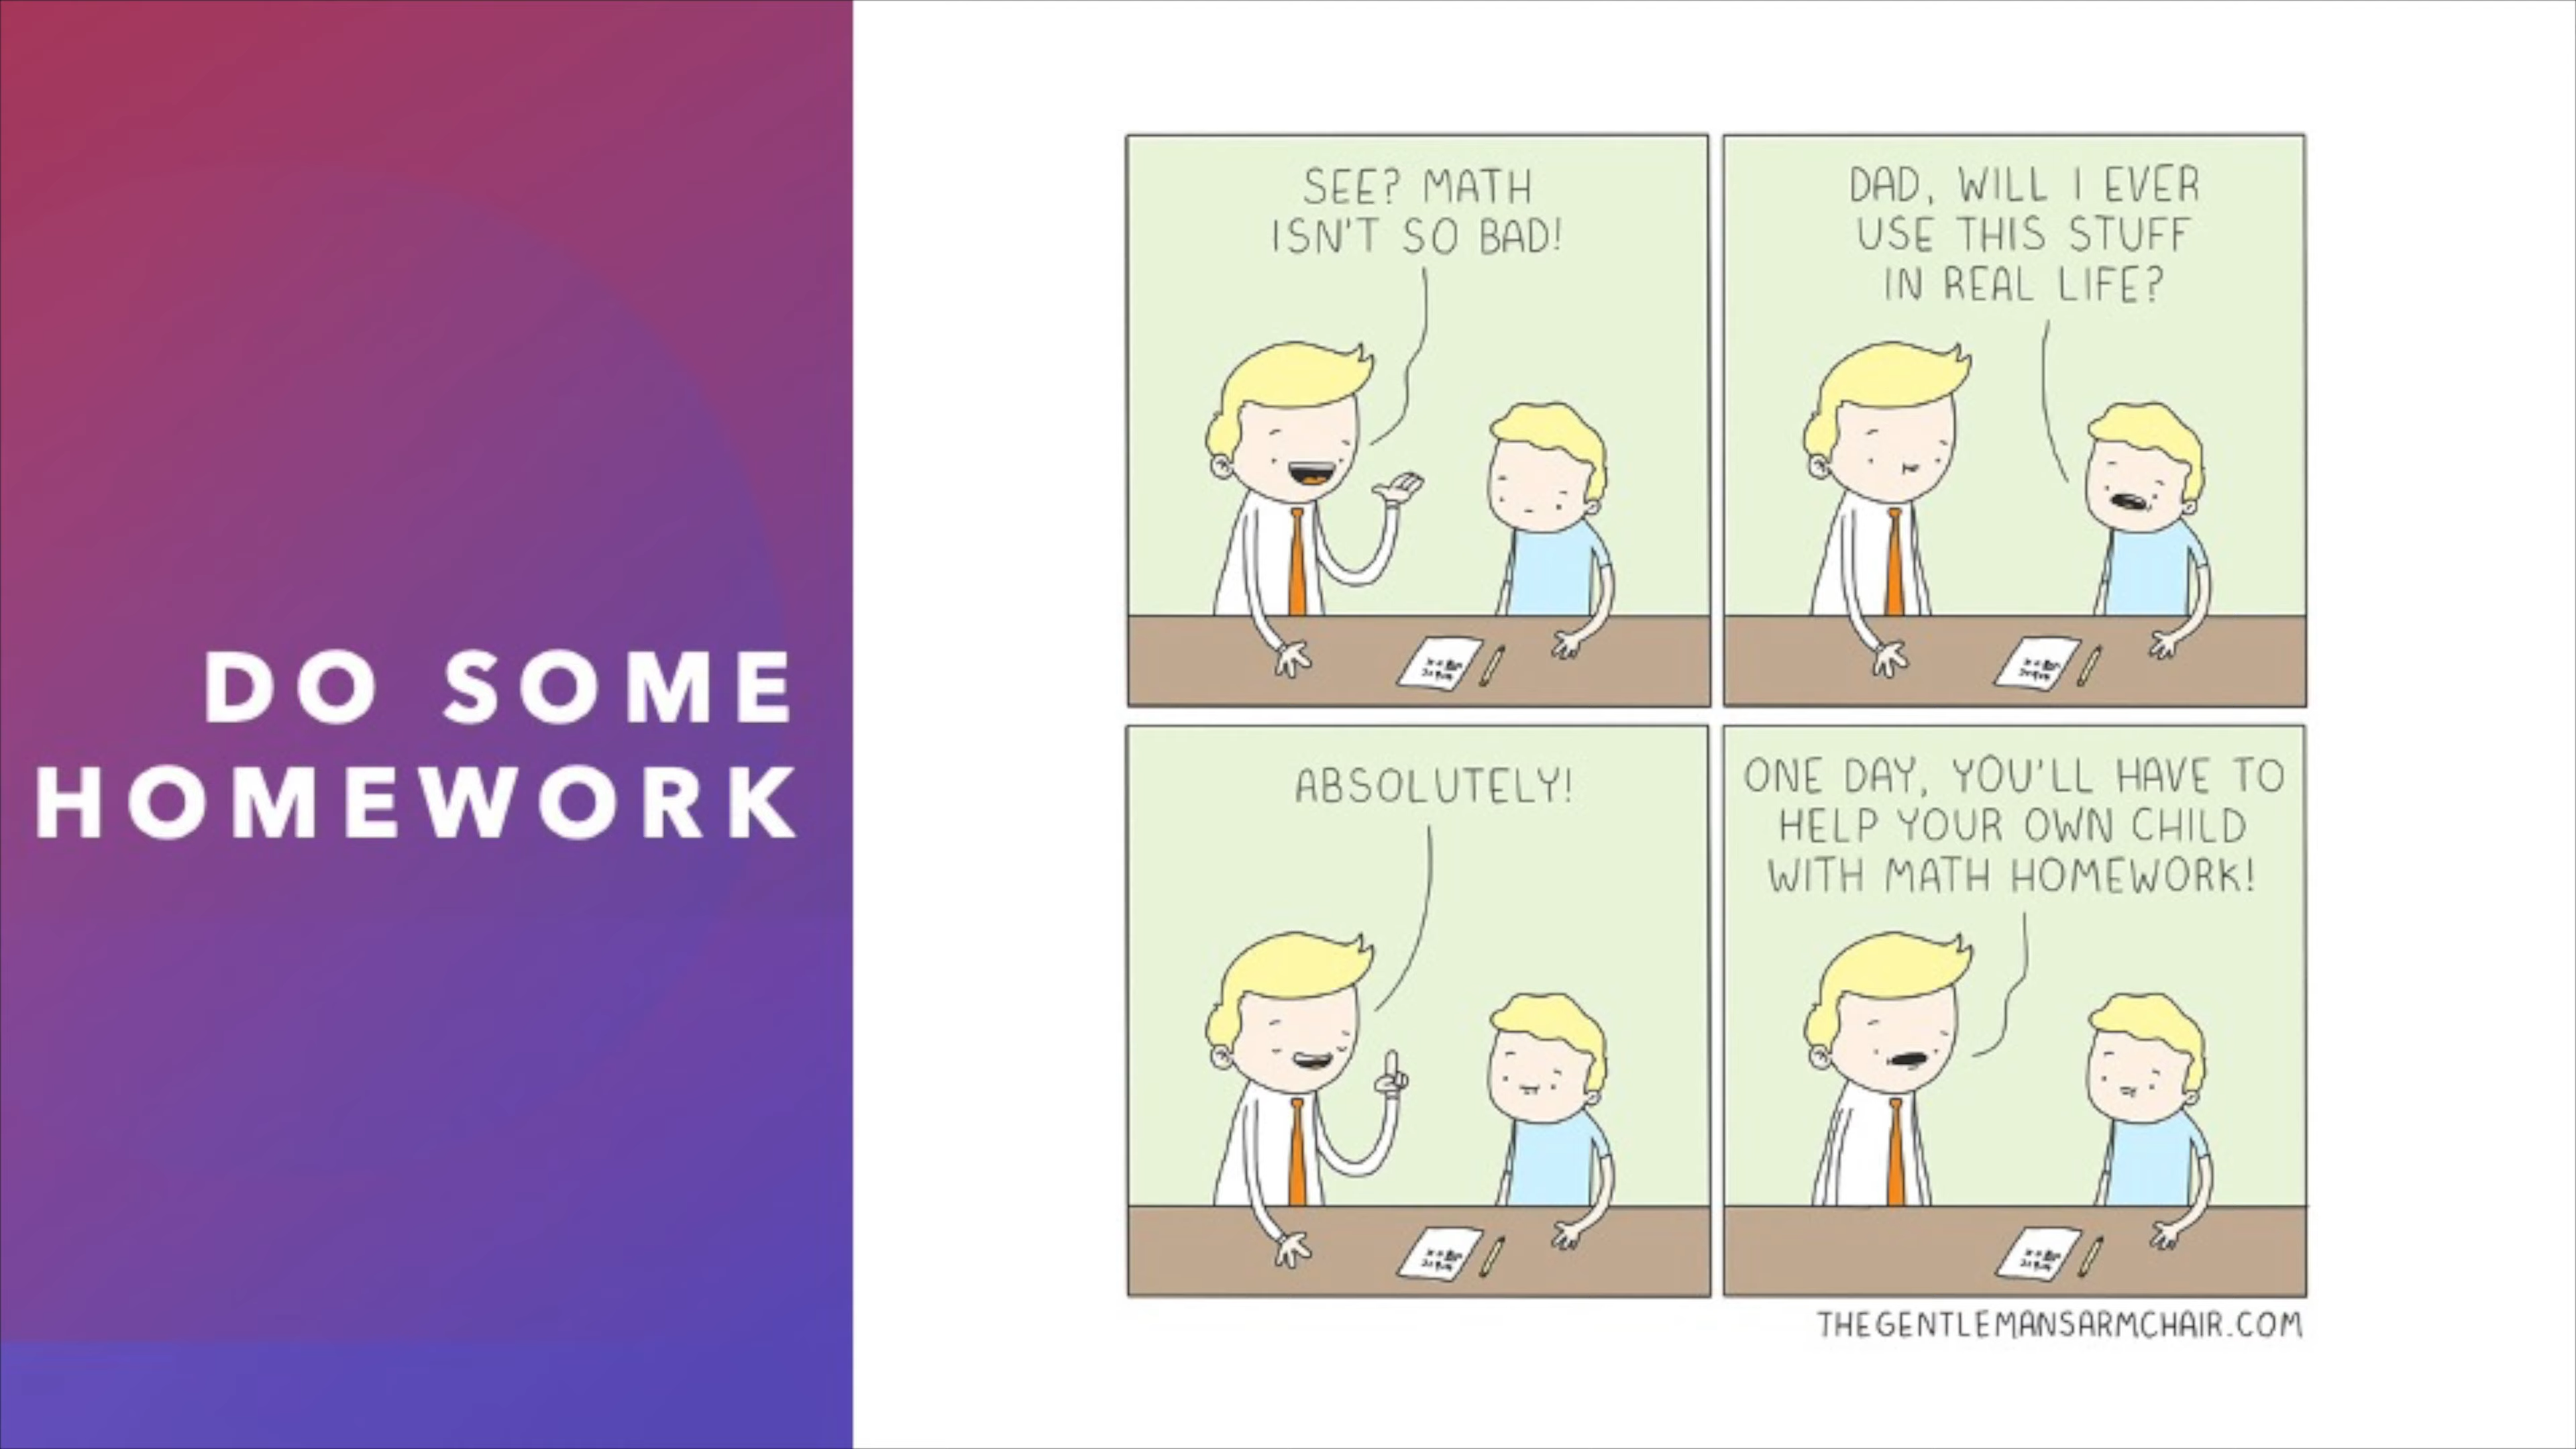 DO SOME
HOMEWORK
SEE? MATH
ISN'T SO BAD!
DAD, WILL I EVER
USE THIS STUFF
IN REAL LIFE?
ABSOLUTELY!
ONE DAY, YOU'LL HAVE TO
HELP YOUR OWN CHILD
WITH MATH HOMEWORK!
THEGENTLEMANSARMCHAIR.COM